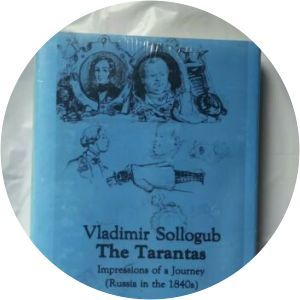 Vladimir Sollogub
The Tarantas
Impressions of a Journey
(Russia in the 1840s)